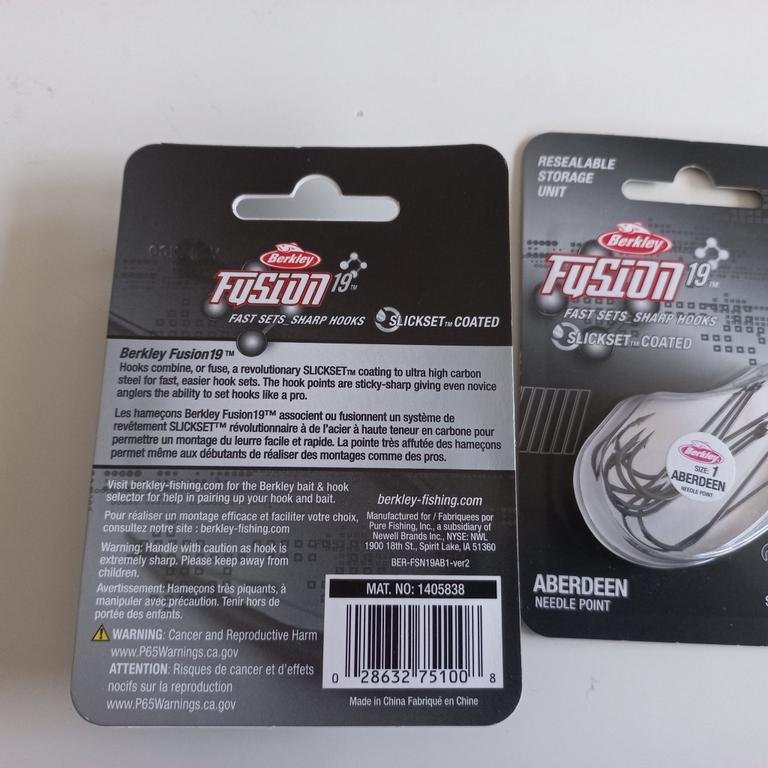 Berkley
FUSION 19™
FAST SETS SHARP HOOKS SLICKSET™ COATED
Berkley Fusion19™
Hooks combine, or fuse, a revolutionary SLICKSET™ coating to ultra high carbon
steel for fast, easier hook sets. The hook points are sticky-sharp giving even novice
anglers the ability to set hooks like a pro.
Les hameçons Berkley Fusion19™ associent ou fusionnent un système de
revêtement SLICKSET™ révolutionnaire à de l'acier à haute teneur en carbone pour
permettre un montage du leurre facile et rapide. La pointe très affutée des hameçons
permet même aux débutants de réaliser des montages comme des pros.
Visit berkley-fishing.com for the Berkley bait & hook
selector for help in pairing up your hook and bait.
Pour réaliser un montage efficace et faciliter votre choix,
consultez notre site : berkley-fishing.com
Warning: Handle with caution as hook is
extremely sharp. Please keep away from
children.
Avertissement: Hameçons très piquants, à
manipuler avec précaution. Tenir hors de
portée des enfants.
WARNING: Cancer and Reproductive Harm
www.P65Warnings.ca.gov
ATTENTION: Risques de cancer et d'effets
nocifs sur la reproduction
www.P65Warnings.ca.gov
berkley-fishing.com
Manufactured for / Fabriquees por
Pure Fishing, Inc., a subsidiary of
Newell Brands Inc., NYSE: NWL
1900 18th St., Spirit Lake, IA 51360
BER-FSN19AB1-ver2
MAT. NO: 1405838
0 28632 75100 8
Made in China Fabriqué en Chine
RESEALABLE
STORAGE
UNIT
Berkley
FUSION 19™
FAST SETS SHARP HOOKS
SLICKSET™ COATED
Berkley
SIZE: 1
ABERDEEN
NEEDLE POINT
ABERDEEN
NEEDLE POINT